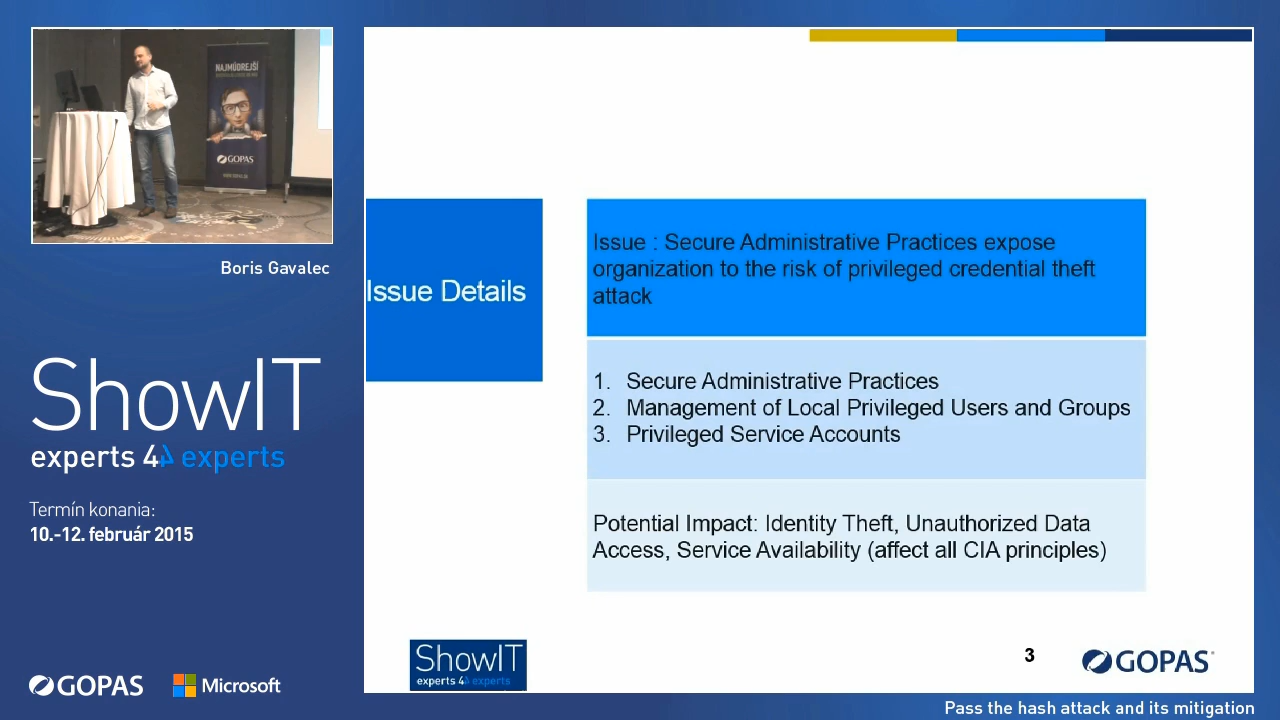 NAJMÚDREJŠÍ
GOPAS
Boris Gavalec
ShowIT
experts 4 experts
Termín konania:
10.-12. február 2015
GOPAS
Microsoft
Issue Details
Issue : Secure Administrative Practices expose
organization to the risk of privileged credential theft
attack
1. Secure Administrative Practices
2. Management of Local Privileged Users and Groups
3. Privileged Service Accounts
Potential Impact: Identity Theft, Unauthorized Data
Access, Service Availability (affect all CIA principles)
ShowIT
experts 4 experts
3
GOPAS
Pass the hash attack and its mitigation